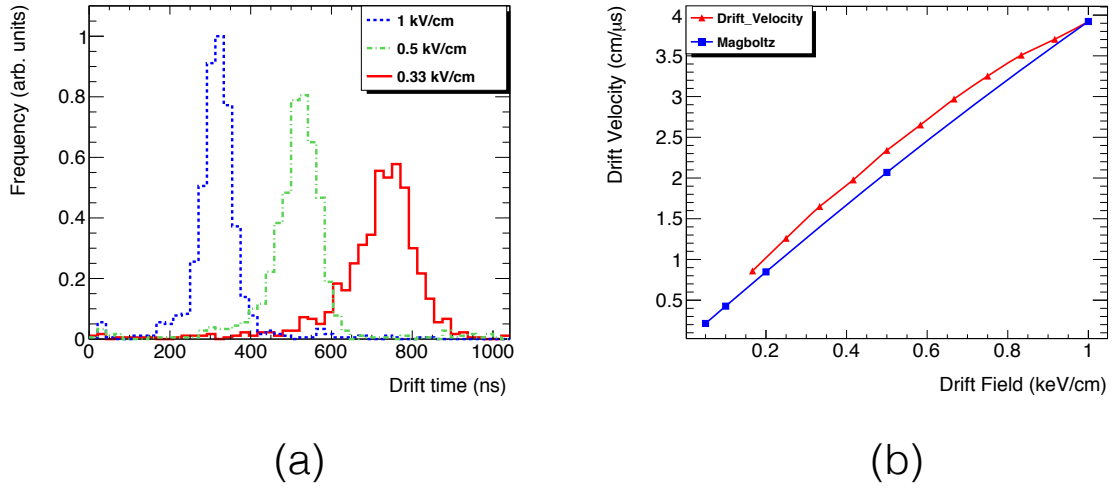 Frequency (arb. units)
1
0.8
0.6
0.4
0.2
0
1 kV/cm
0.5 kV/cm
0.33 kV/cm
0 200 400 600 800 1000
Drift time (ns)
(a)
Drift Velocity (cm/μs)
4
3.5
3
2.5
2
1.5
1
0.5
Drift_Velocity
Magboltz
0.2 0.4 0.6 0.8 1
Drift Field (keV/cm)
(b)